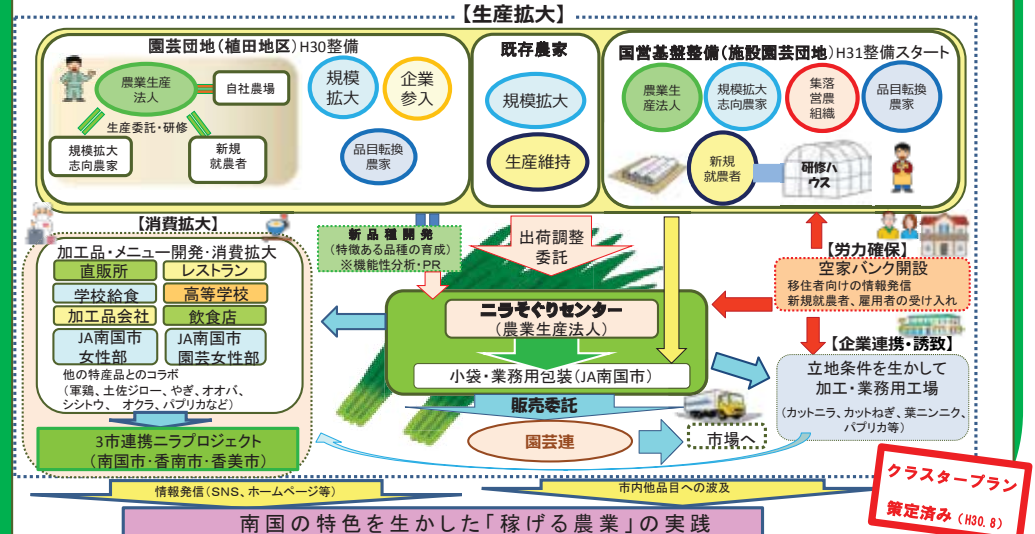 【生産拡大】
園芸団地(植田地区)H30整備
農業生産
法人
自社農場
生産委託・研修
規模拡大
志向農家
新規
就農者
規模
拡大
企業
参入
品目転換
農家
既存農家
規模拡大
生産維持
国営基盤整備(施設園芸団地)H31整備スタート
農業生
産法人
規模拡大
志向農家
集落
営農
組織
品目転換
農家
新規
就農者
研修ハ
ウス
【消費拡大】
加工品・メニュー開発・消費拡大
直販所
レストラン
学校給食
高等学校
加工品会社
飲食店
JA南国市
女性部
JA南国市
園芸女性部
他の特産品とのコラボ
(軍鶏、土佐ジロー、やぎ、オオバ、
シシトウ、オクラ、パプリカなど)
3市連携ニラプロジェクト
(南国市・香南市・香美市)
新品種開発
(特徴ある品種の育成)
※機能性分析・PR
出荷調整
委託
ニラそぐりセンター
(農業生産法人)
小袋・業務用包装(JA南国市)
販売委託
園芸連
市場へ
【労力確保】
空家バンク開設
移住者向けの情報発信
新規就農者、雇用者の受け入れ
【企業連携・誘致】
立地条件を生かして
加工・業務用工場
(カットニラ、カットねぎ、葉ニンニク、
パプリカ等)
情報発信(SNS、ホームページ等)
市内他品目への波及
南国の特色を生かした「稼げる農業」の実践
クラスタープラン
策定済み(H30.8)